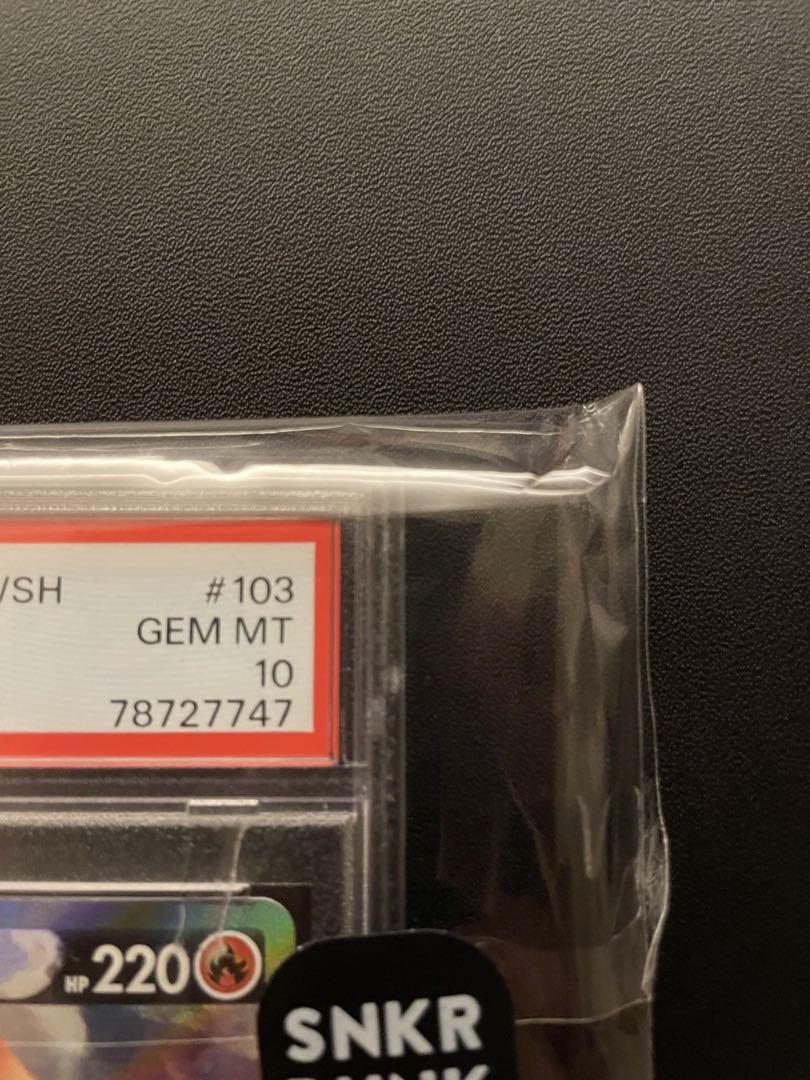 /SH #103
GEM MT
10
78727747
HP 220
SNKR